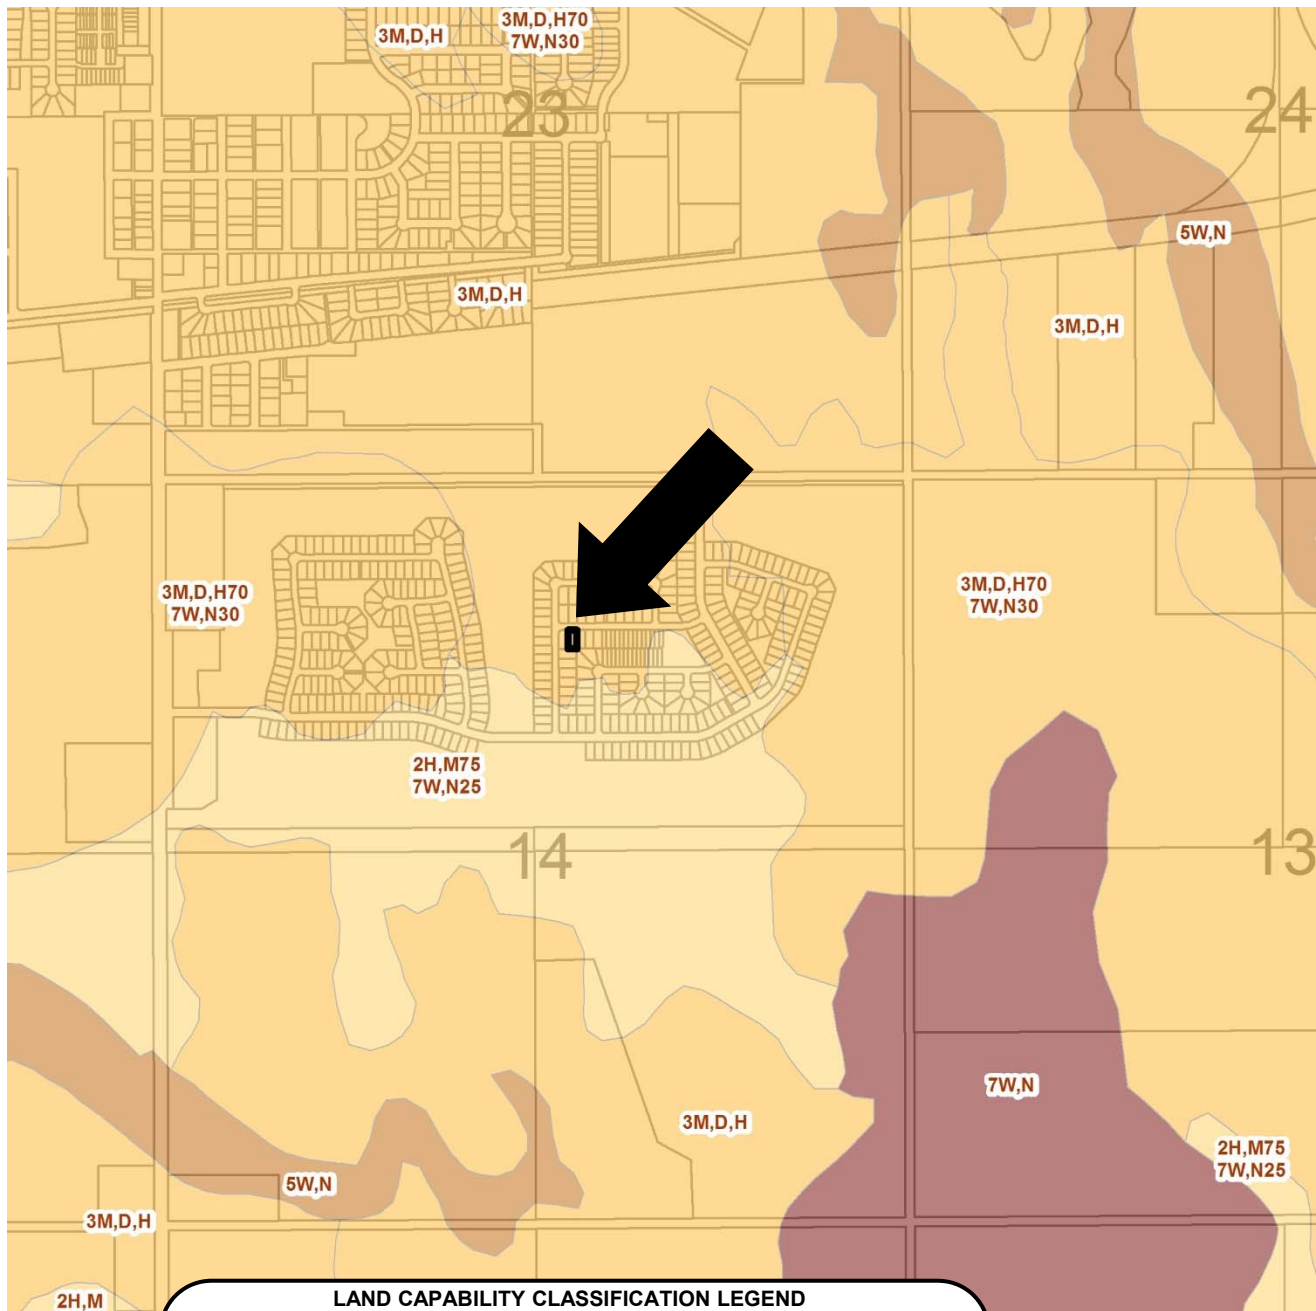 3M,D,H
3M,D,H70
7W,N30
23
24
5W,N
3M,D,H
3M,D,H
3M,D,H70
7W,N30
3M,D,H70
7W,N30
2H,M75
7W,N25
14
13
7W,N
3M,D,H
2H,M75
7W,N25
5W,N
3M,D,H
2H,M
LAND CAPABILITY CLASSIFICATION LEGEND